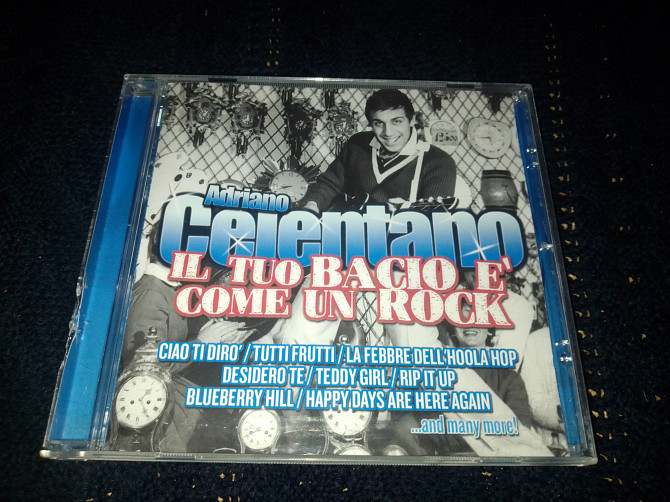 Adriano
Celentano
IL TUO BACIO E'
COME UN ROCK
CIAO TI DIRO' / TUTTI FRUTTI / LA FEBBRE DELL'HOOLA HOP
DESIDERO TE / TEDDY GIRL / RIP IT UP
BLUEBERRY HILL / HAPPY DAYS ARE HERE AGAIN
...and many more!